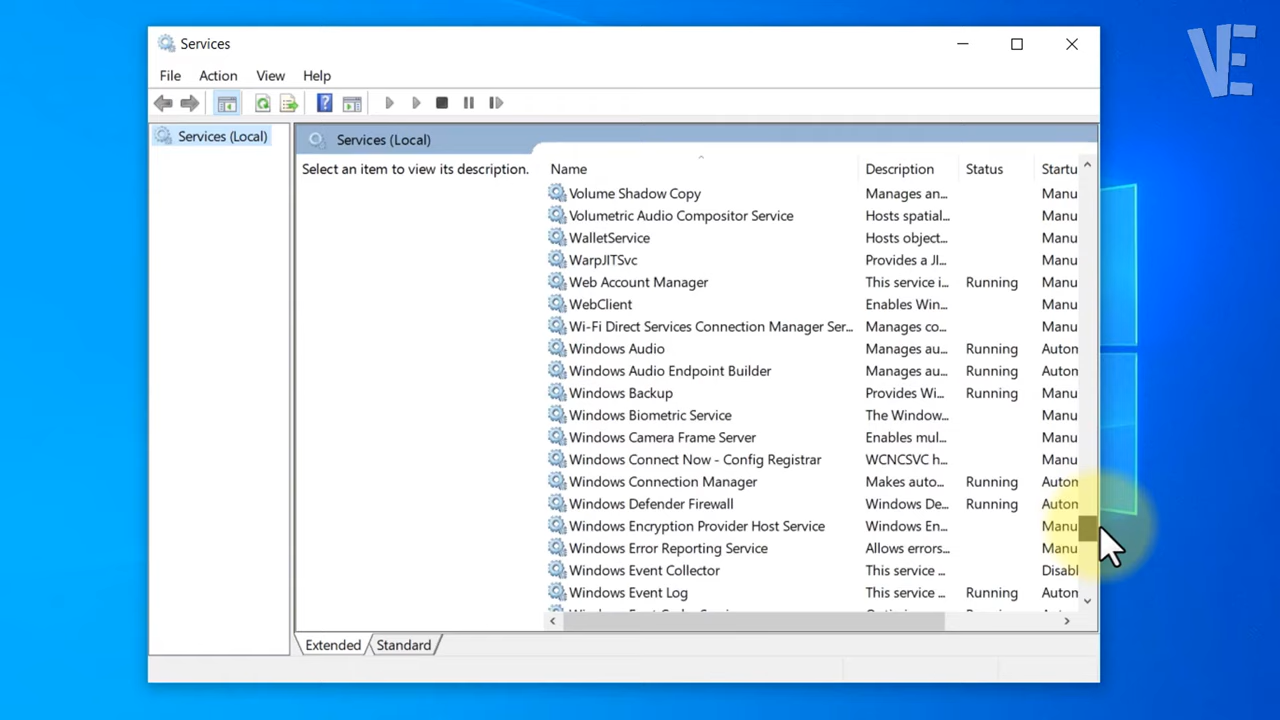 VE
Services
File Action View Help
Services (Local)
Services (Local)
Select an item to view its description.
Name Description Status Startu
Volume Shadow Copy Manages an... Manu
Volumetric Audio Compositor Service Hosts spatial... Manu
WalletService Hosts object... Manu
WarpJITSvc Provides a JI... Manu
Web Account Manager This service i... Running Manu
WebClient Enables Win... Manu
Wi-Fi Direct Services Connection Manager Ser... Manages co... Manu
Windows Audio Manages au... Running Autom
Windows Audio Endpoint Builder Manages au... Running Autom
Windows Backup Provides Wi... Running Manu
Windows Biometric Service The Window... Manu
Windows Camera Frame Server Enables mul... Manu
Windows Connect Now - Config Registrar WCNCSVC h... Manu
Windows Connection Manager Makes auto... Running Autom
Windows Defender Firewall Windows De... Running Autom
Windows Encryption Provider Host Service Windows En... Manu
Windows Error Reporting Service Allows errors... Manu
Windows Event Collector This service ... Disabl
Windows Event Log This service ... Running Autom
Extended Standard